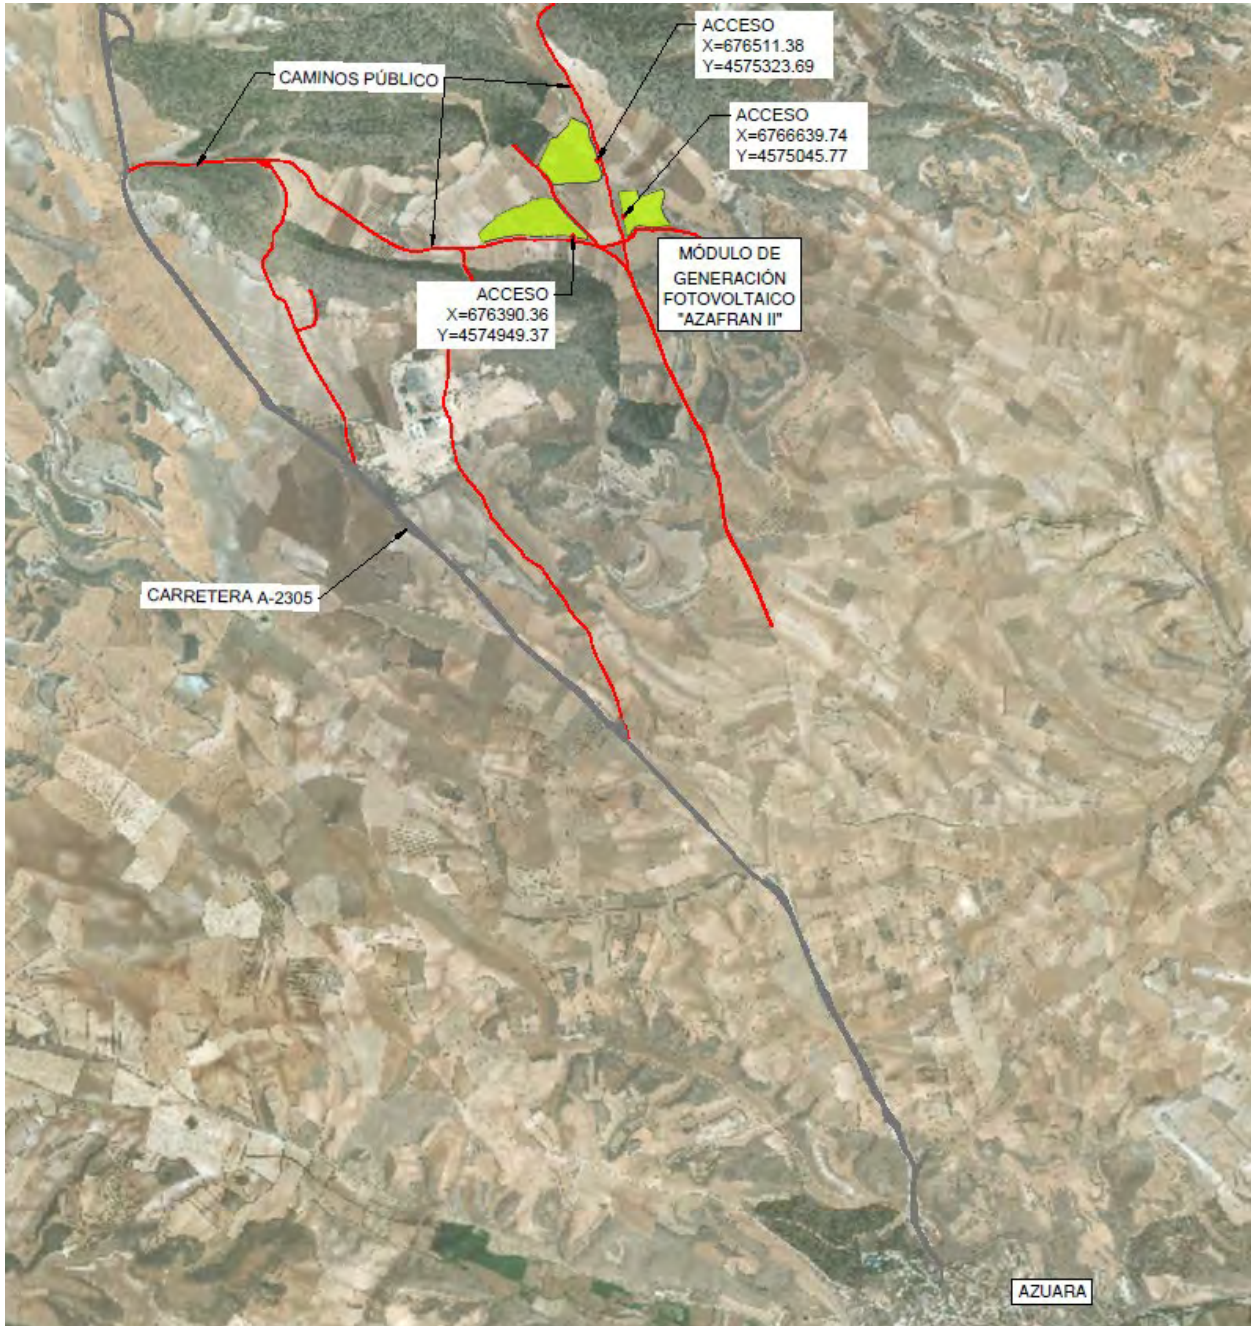 ACCESO
X=676511.38
Y=4575323.69
CAMINOS PÚBLICO
ACCESO
X=6766639.74
Y=4575045.77
MÓDULO DE
GENERACIÓN
FOTOVOLTAICO
"AZAFRAN II"
ACCESO
X=676390.36
Y=4574949.37
CARRETERA A-2305
AZUARA